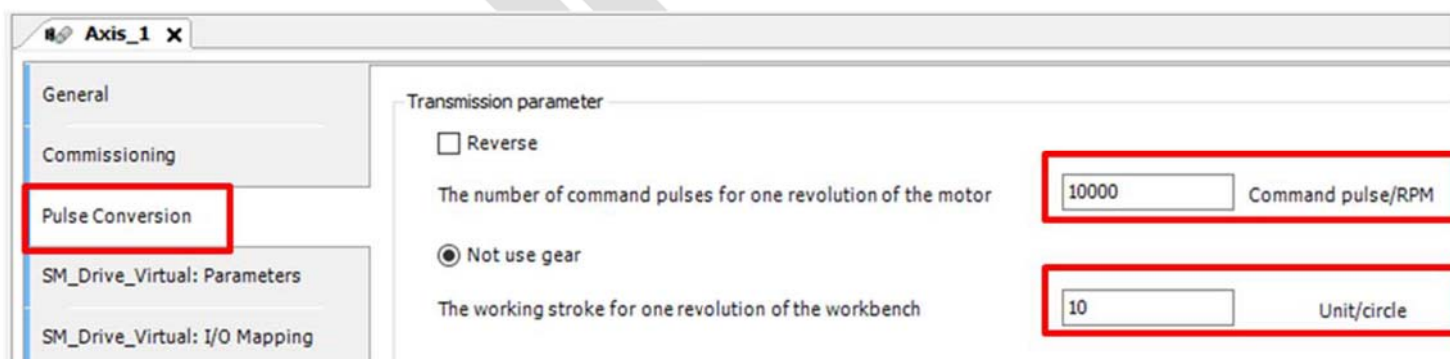 Axis_1 X
General
Transmission parameter
Reverse
Commissioning
The number of command pulses for one revolution of the motor 10000 Command pulse/RPM
Pulse Conversion
Not use gear
SM_Drive_Virtual: Parameters
The working stroke for one revolution of the workbench 10 Unit/circle
SM_Drive_Virtual: I/O Mapping